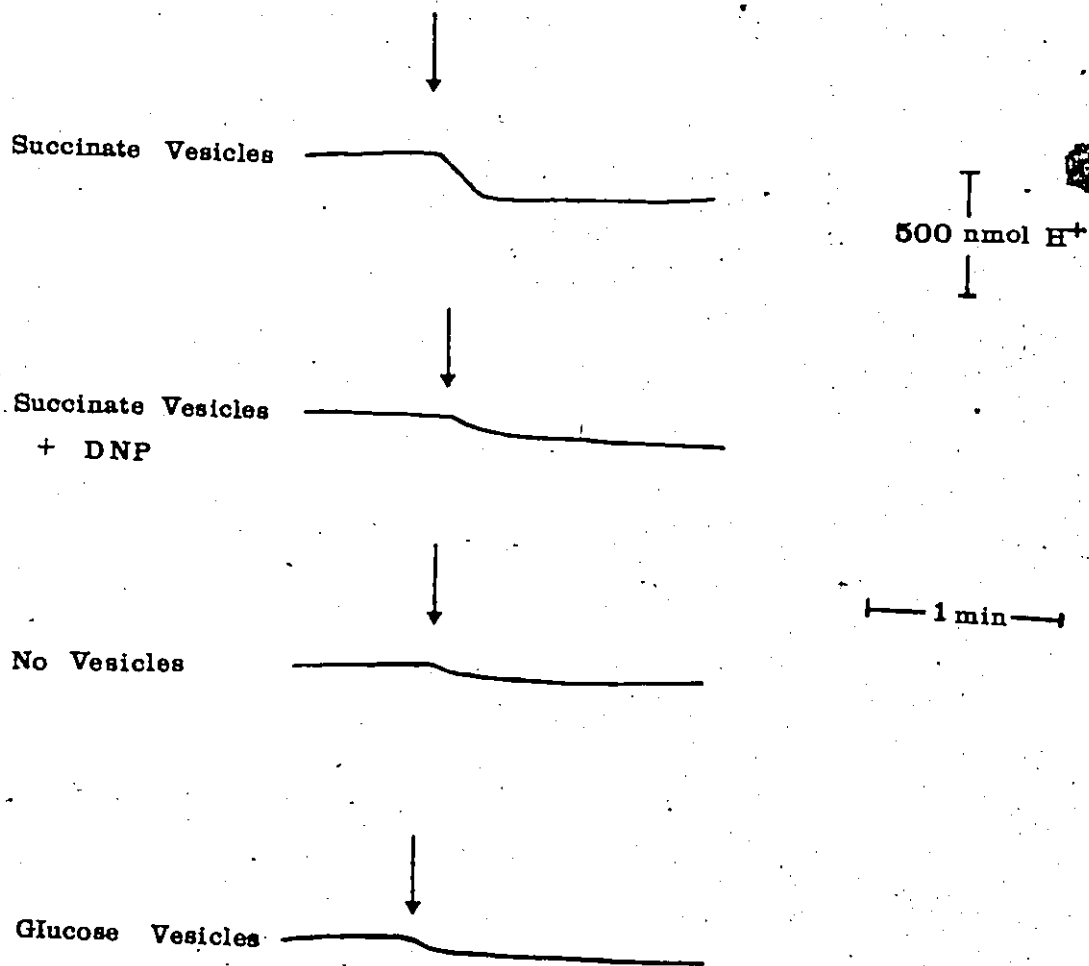 Succinate Vesicles
500 nmol H+
Succinate Vesicles
+ DNP
1 min
No Vesicles
Glucose Vesicles